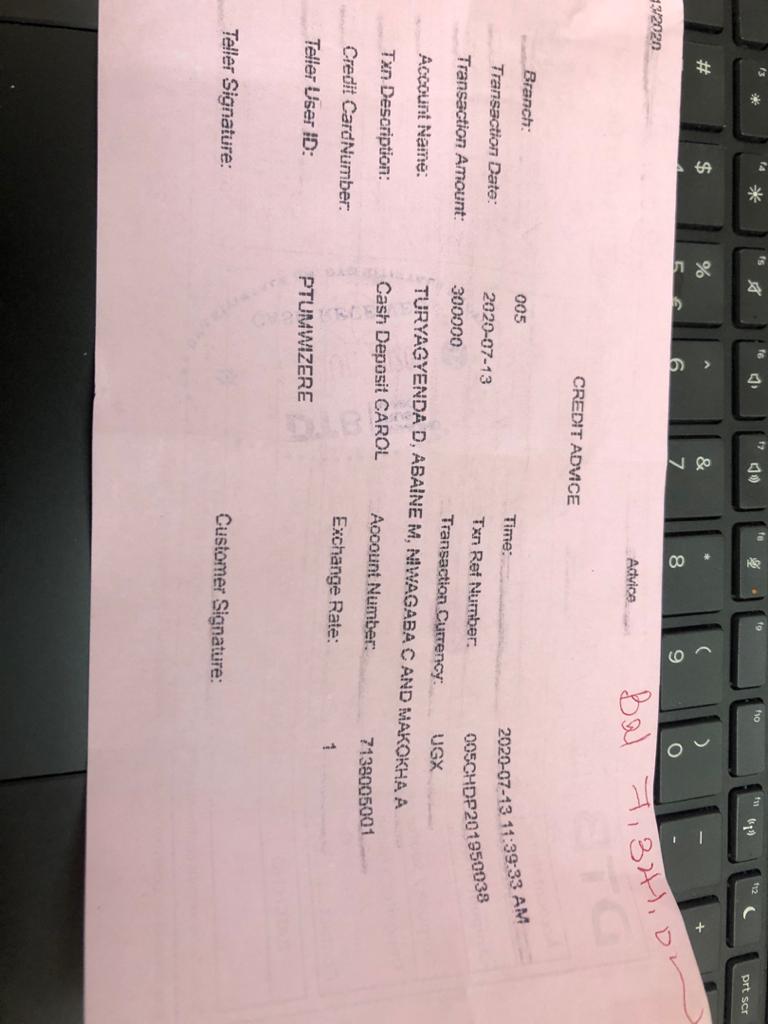 f3 f4 f5 f6 f7 f8 f9 f10 f11 f12 prt scr
# $ % ^ & * ( ) — +
4 5 € 6 7 8 9 0 -
13/2020
Advice
Bal 7,341,0
CREDIT ADVICE
Branch: 005 Time: 2020-07-13 11:39:33 AM
Transaction Date: 2020-07-13 Txn Ref Number: 005CHDP201950038
Transaction Amount: 300000 Transaction Currency: UGX
Account Name: TURYAGYENDA D, ABAINE M, NIWAGABA C AND MAKOKHA A
Txn Description: Cash Deposit CAROL Account Number: 7138005001
Credit CardNumber: Exchange Rate: 1
Teller User ID: PTUMWIZERE
Teller Signature: Customer Signature:
DTB